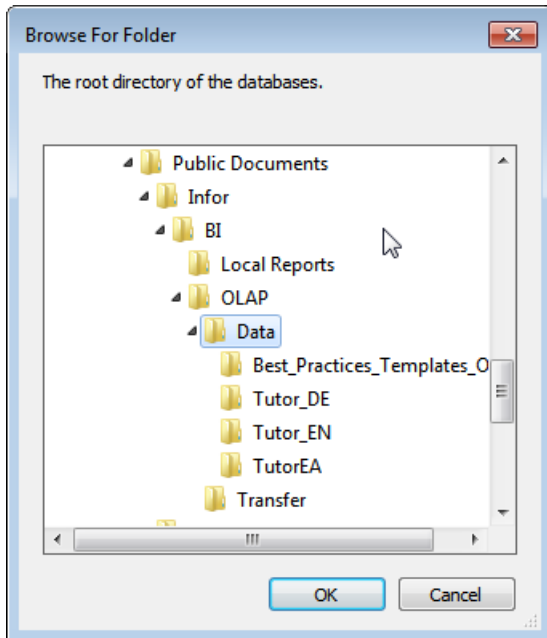 Browse For Folder
The root directory of the databases.
Public Documents
Infor
BI
Local Reports
OLAP
Data
Best_Practices_Templates_O
Tutor_DE
Tutor_EN
TutorEA
Transfer
OK
Cancel